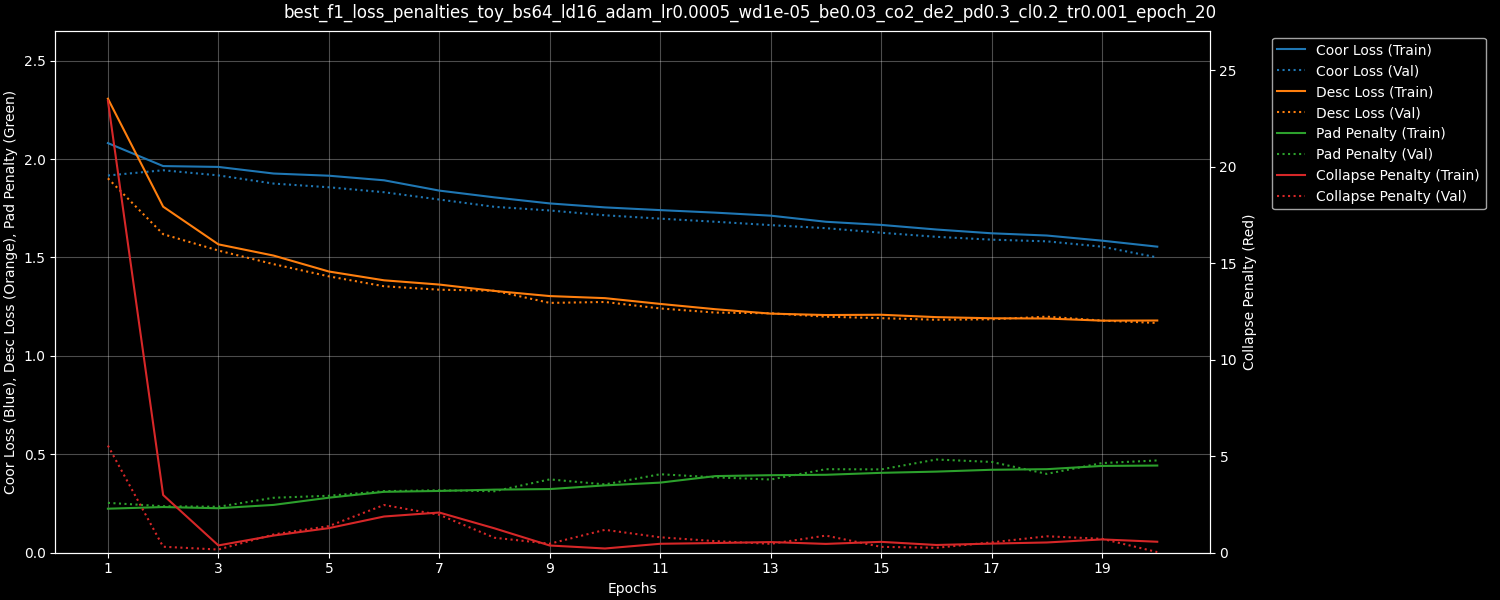 best_f1_loss_penalties_toy_bs64_ld16_adam_lr0.0005_wd1e-05_be0.03_co2_de2_pd0.3_cl0.2_tr0.001_epoch_20
Coor Loss (Blue), Desc Loss (Orange), Pad Penalty (Green)
2.5
2.0
1.5
1.0
0.5
0.0
1
3
5
7
9
11
13
15
17
19
Epochs
25
20
15
10
5
0
Collapse Penalty (Red)
Coor Loss (Train)
Coor Loss (Val)
Desc Loss (Train)
Desc Loss (Val)
Pad Penalty (Train)
Pad Penalty (Val)
Collapse Penalty (Train)
Collapse Penalty (Val)